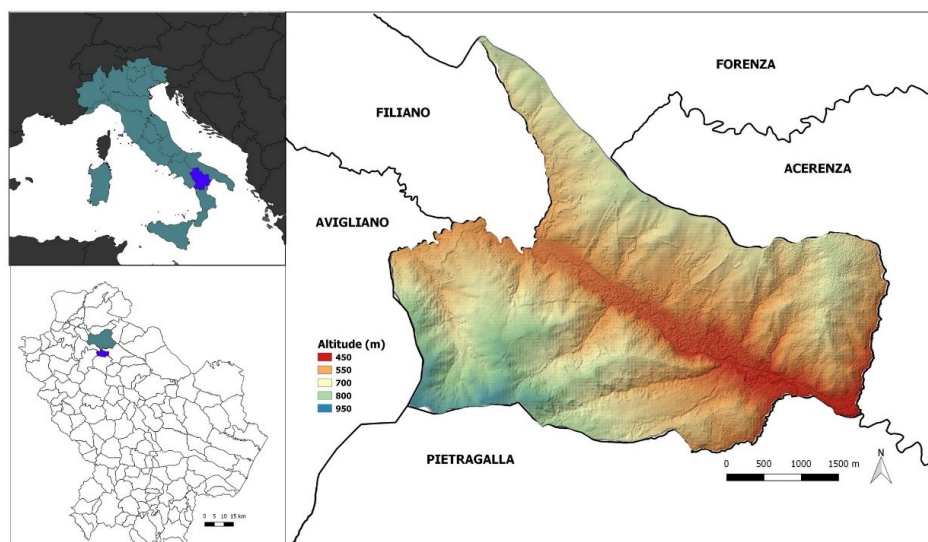 FORENZA
FILIANO
ACERENZA
AVIGLIANO
Altitude (m)
450
550
700
800
950
PIETRAGALLA
0 500 1000 1500 m
N
0 5 10 15 km